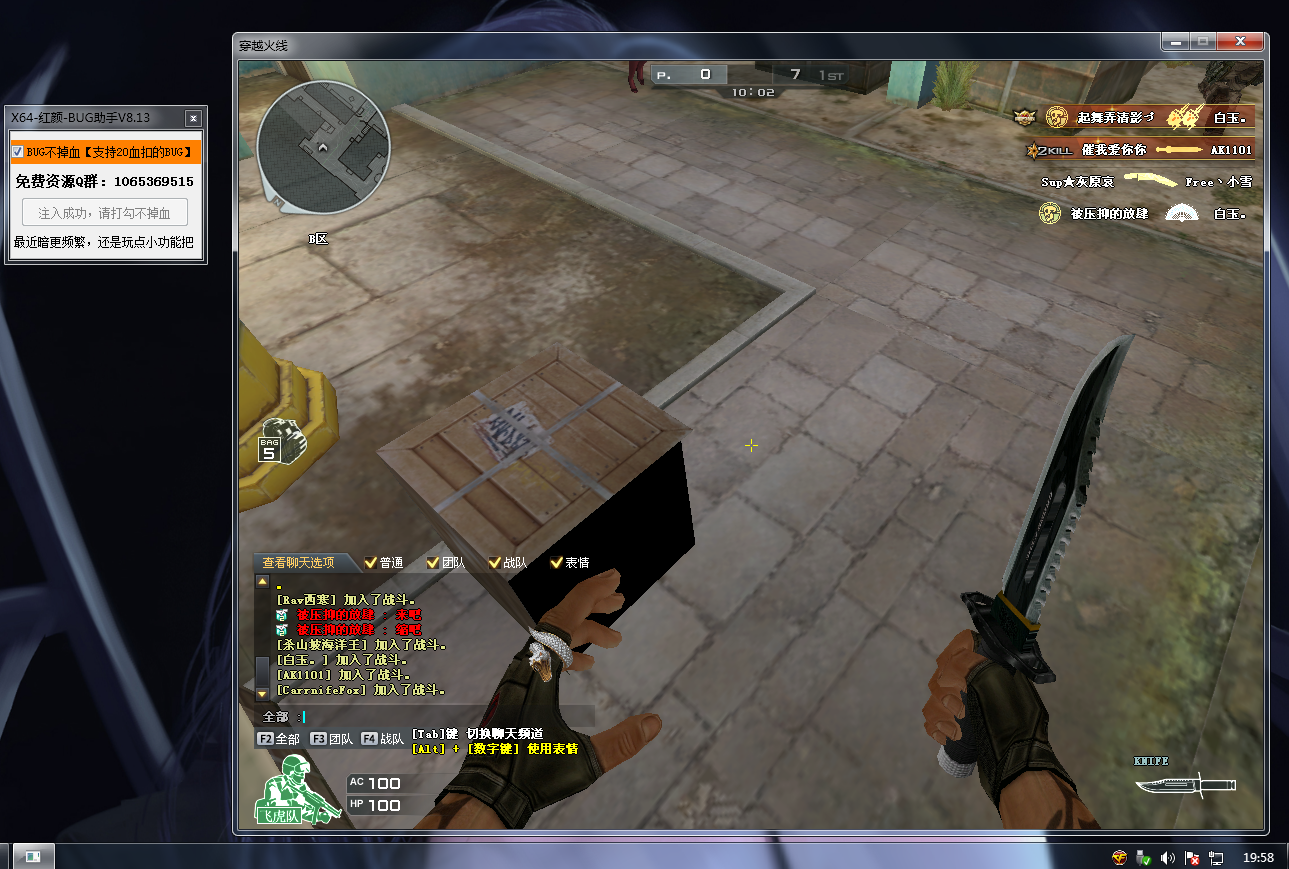 穿越火线
X64-红颜-BUG助手V8.13
BUG不掉血【支持20血扣的BUG】
免费资源Q群：1065369515
注入成功，请打勾不掉血
最近暗更频繁，还是玩点小功能把
P. 0 7 1ST
10:02
起舞弄清影 白玉。
2KILL 催我爱你你 AK1101
Sup★灰原哀 Free丶小雪
被压抑的放肆 白玉。
B区
BAG
5
查看聊天选项 普通 团队 战队 表情
[Rav西寒] 加入了战斗。
被压抑的放肆 : 来吧
被压抑的放肆 : 给吧
[杀山坡海洋王] 加入了战斗。
[白玉。] 加入了战斗。
[AK1101] 加入了战斗。
[CarrnifeFox] 加入了战斗。
全部 :
F2 全部 F3 团队 F4 战队 [Tab]键 切换聊天频道
[Alt] + [数字键] 使用表情
AC 100
HP 100
飞虎队
KNIFE
19:58